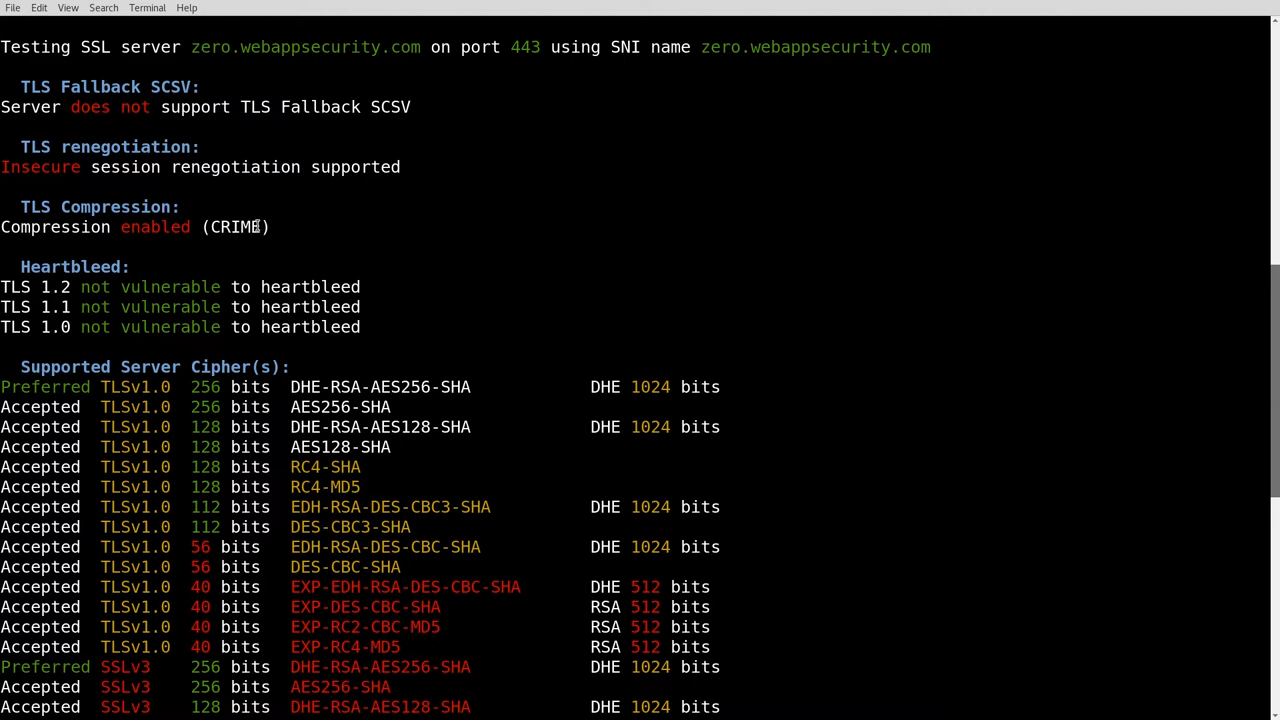 File Edit View Search Terminal Help
Testing SSL server zero.webappsecurity.com on port 443 using SNI name zero.webappsecurity.com
TLS Fallback SCSV:
Server does not support TLS Fallback SCSV
TLS renegotiation:
Insecure session renegotiation supported
TLS Compression:
Compression enabled (CRIME)
Heartbleed:
TLS 1.2 not vulnerable to heartbleed
TLS 1.1 not vulnerable to heartbleed
TLS 1.0 not vulnerable to heartbleed
Supported Server Cipher(s):
Preferred TLSv1.0 256 bits DHE-RSA-AES256-SHA DHE 1024 bits
Accepted TLSv1.0 256 bits AES256-SHA
Accepted TLSv1.0 128 bits DHE-RSA-AES128-SHA DHE 1024 bits
Accepted TLSv1.0 128 bits AES128-SHA
Accepted TLSv1.0 128 bits RC4-SHA
Accepted TLSv1.0 128 bits RC4-MD5
Accepted TLSv1.0 112 bits EDH-RSA-DES-CBC3-SHA DHE 1024 bits
Accepted TLSv1.0 112 bits DES-CBC3-SHA
Accepted TLSv1.0 56 bits EDH-RSA-DES-CBC-SHA DHE 1024 bits
Accepted TLSv1.0 56 bits DES-CBC-SHA
Accepted TLSv1.0 40 bits EXP-EDH-RSA-DES-CBC-SHA DHE 512 bits
Accepted TLSv1.0 40 bits EXP-DES-CBC-SHA RSA 512 bits
Accepted TLSv1.0 40 bits EXP-RC2-CBC-MD5 RSA 512 bits
Accepted TLSv1.0 40 bits EXP-RC4-MD5 RSA 512 bits
Preferred SSLv3 256 bits DHE-RSA-AES256-SHA DHE 1024 bits
Accepted SSLv3 256 bits AES256-SHA
Accepted SSLv3 128 bits DHE-RSA-AES128-SHA DHE 1024 bits